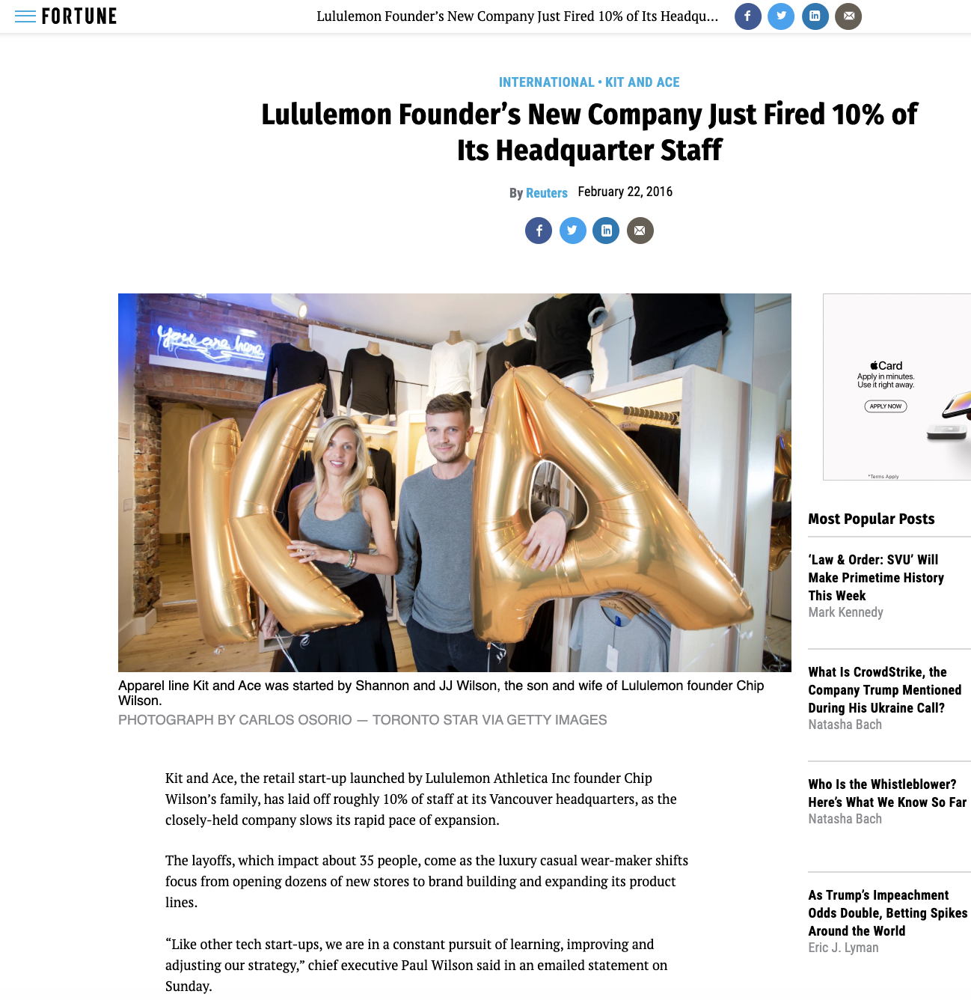 FORTUNE
Lululemon Founder’s New Company Just Fired 10% of Its Headqu...
INTERNATIONAL • KIT AND ACE
Lululemon Founder’s New Company Just Fired 10% of
Its Headquarter Staff
By Reuters February 22, 2016
you are here
K A
Apparel line Kit and Ace was started by Shannon and JJ Wilson, the son and wife of Lululemon founder Chip
Wilson.
PHOTOGRAPH BY CARLOS OSORIO — TORONTO STAR VIA GETTY IMAGES
Kit and Ace, the retail start-up launched by Lululemon Athletica Inc founder Chip
Wilson’s family, has laid off roughly 10% of staff at its Vancouver headquarters, as the
closely-held company slows its rapid pace of expansion.
The layoffs, which impact about 35 people, come as the luxury casual wear-maker shifts
focus from opening dozens of new stores to brand building and expanding its product
lines.
“Like other tech start-ups, we are in a constant pursuit of learning, improving and
adjusting our strategy,” chief executive Paul Wilson said in an emailed statement on
Sunday.
Card
Apply in minutes.
Use it right away.
APPLY NOW
*Terms Apply
Most Popular Posts
‘Law & Order: SVU’ Will
Make Primetime History
This Week
Mark Kennedy
What Is CrowdStrike, the
Company Trump Mentioned
During His Ukraine Call?
Natasha Bach
Who Is the Whistleblower?
Here’s What We Know So Far
Natasha Bach
As Trump’s Impeachment
Odds Double, Betting Spikes
Around the World
Eric J. Lyman